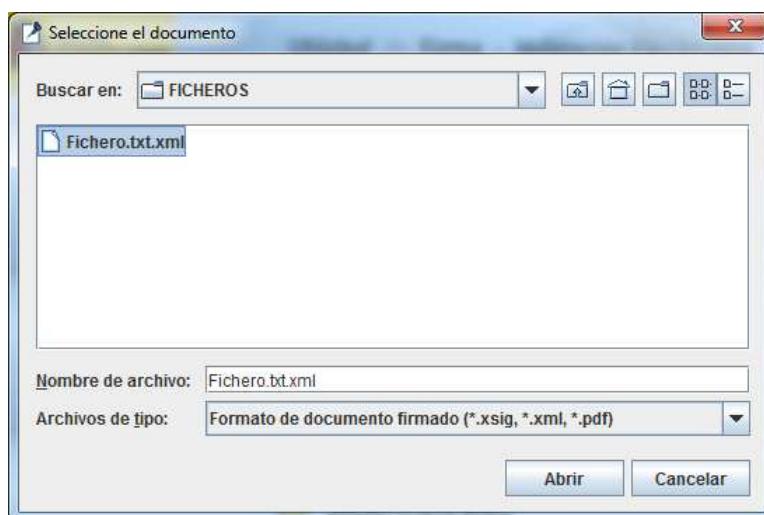 Seleccione el documento
Buscar en: FICHEROS
Fichero.txt.xml
Nombre de archivo: Fichero.txt.xml
Archivos de tipo: Formato de documento firmado (*.xsig, *.xml, *.pdf)
Abrir Cancelar